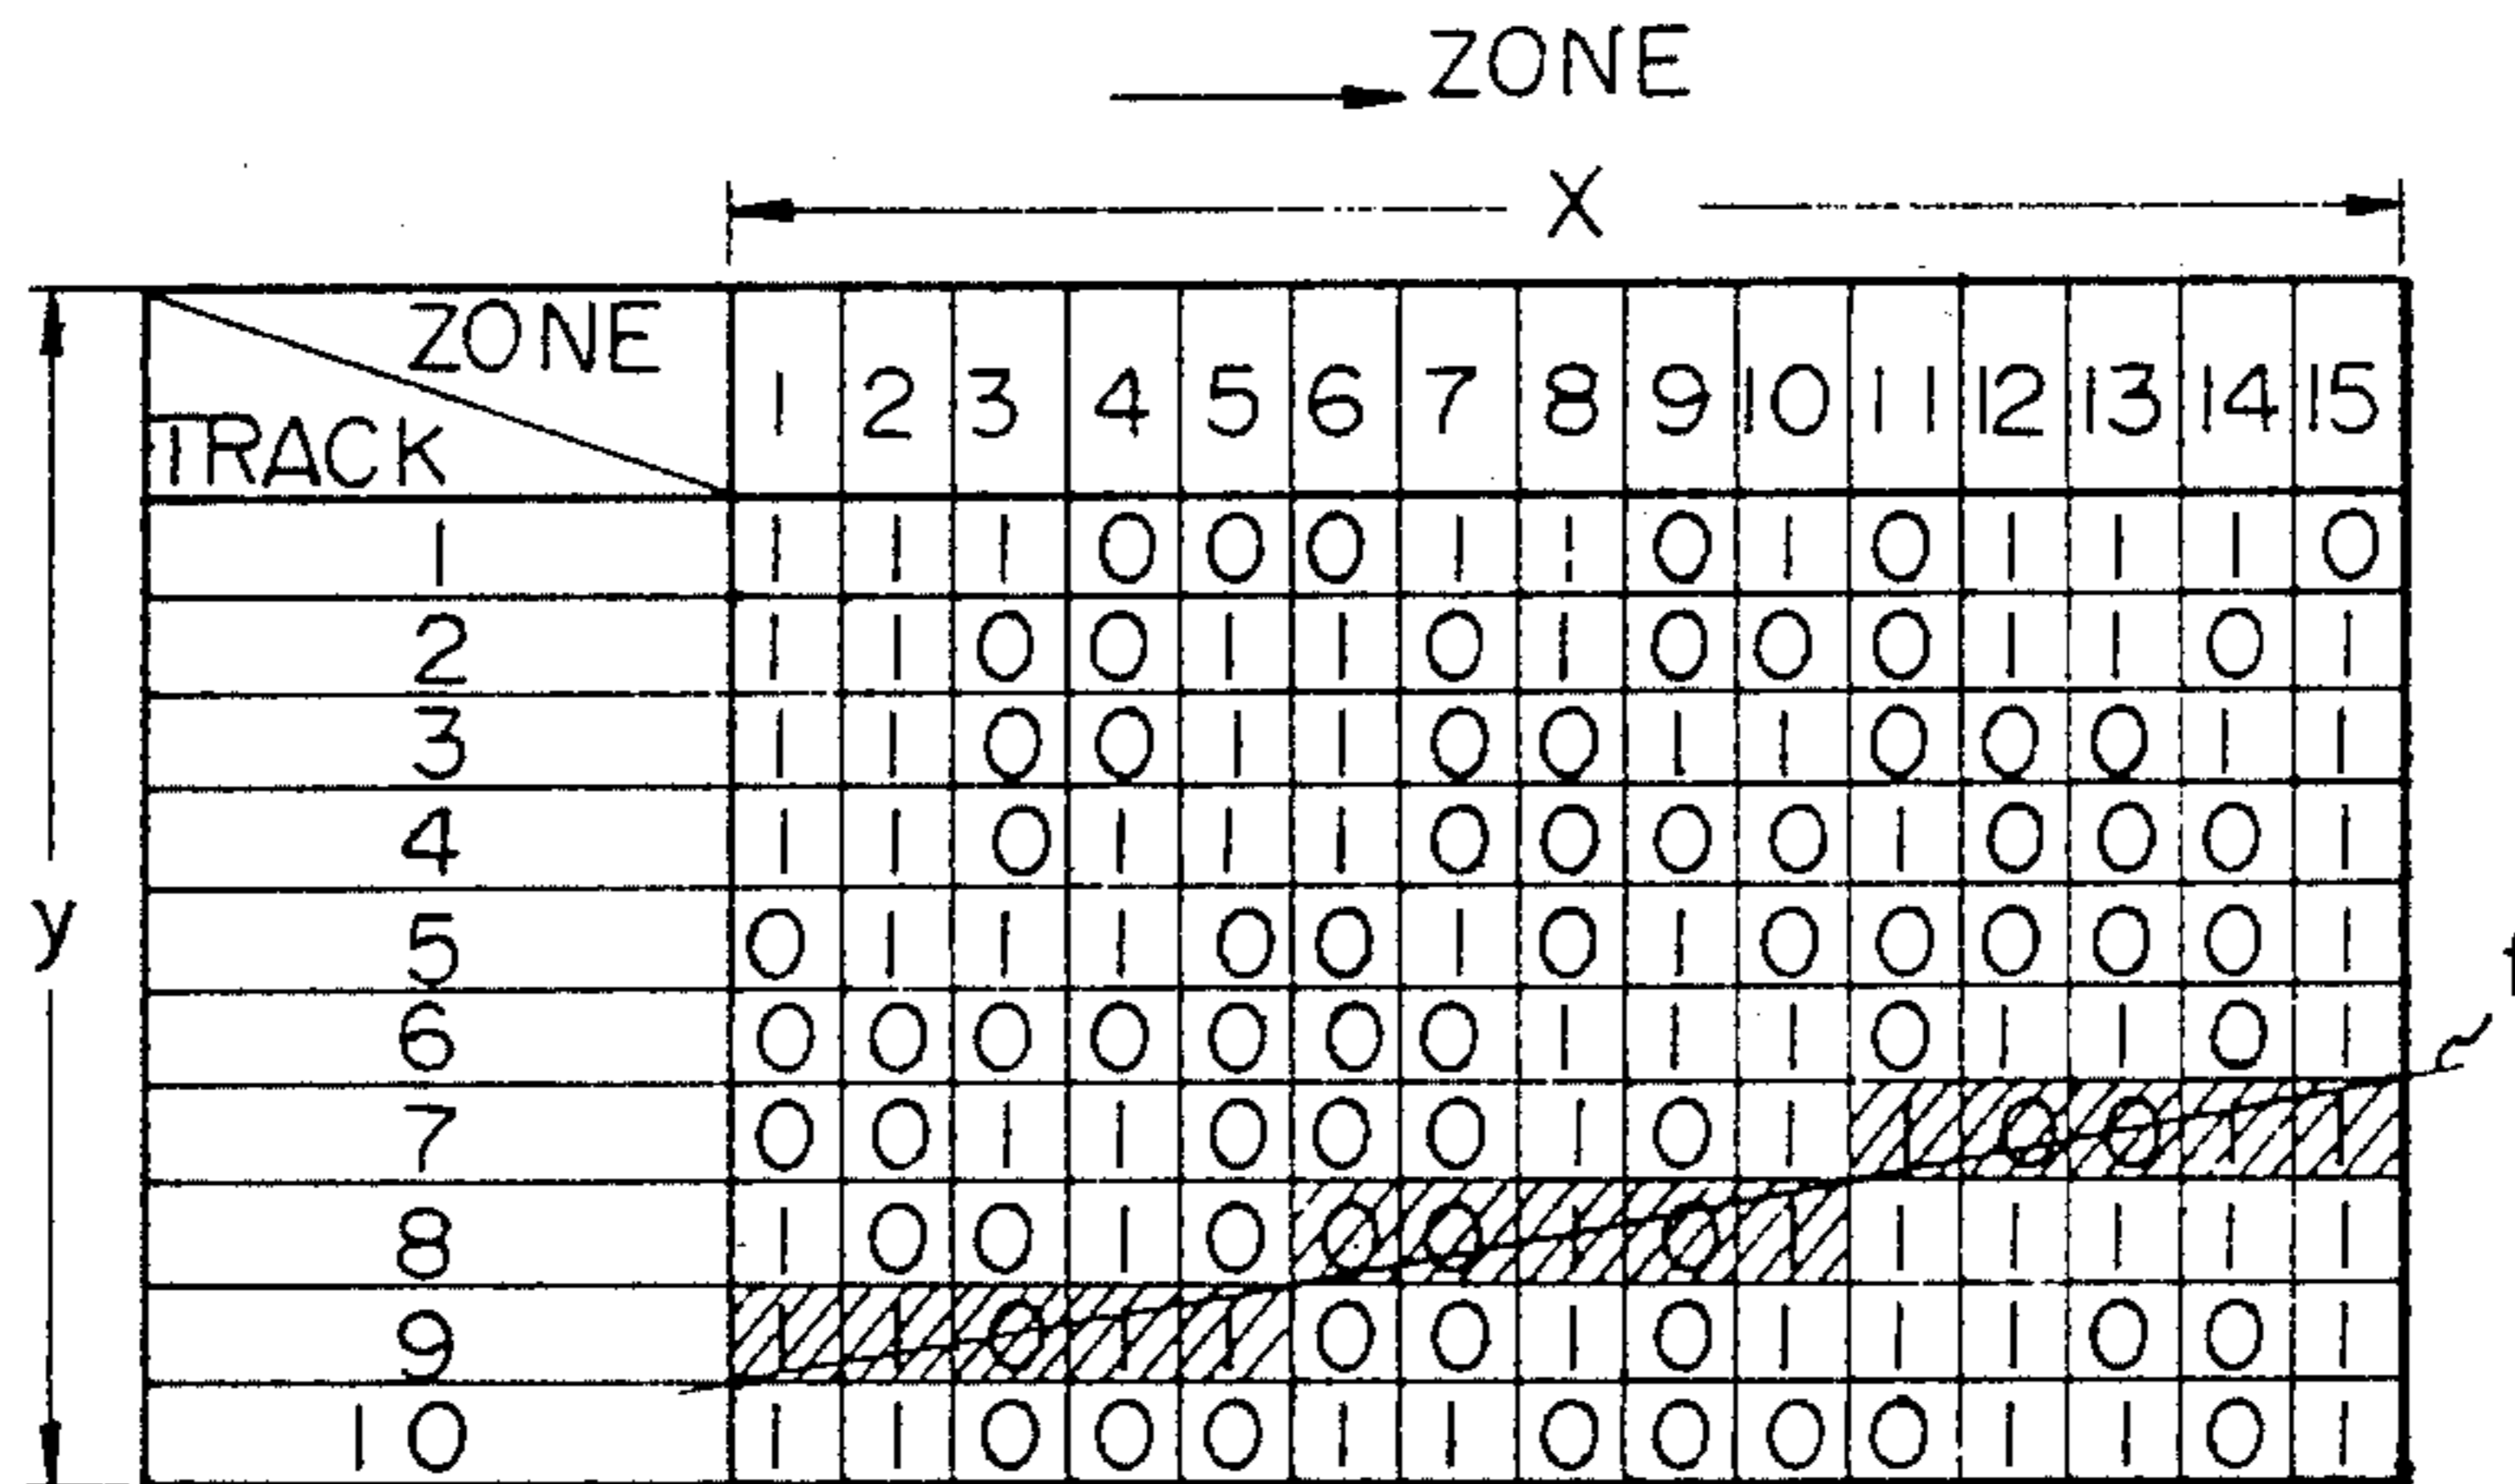 ZONE
X
ZONE 1 2 3 4 5 6 7 8 9 10 11 12 13 14 15
TRACK
1 1 1 1 0 0 0 1 1 0 1 0 1 1 1 0
2 1 1 0 0 1 1 0 1 0 0 0 1 1 0 1
3 1 1 0 0 1 1 0 0 1 1 0 0 0 1 1
4 1 1 0 1 1 1 0 0 0 0 1 0 0 0 1
y
5 0 1 1 1 0 0 1 0 1 0 0 0 0 0 1
6 0 0 0 0 0 0 0 1 1 1 0 1 1 0 1
7 0 0 1 1 0 0 0 1 0 1 1 0 0 1 1
8 1 0 0 1 0 0 0 1 0 1 1 1 1 1 1
9 1 1 0 1 1 0 0 1 0 1 1 1 0 0 1
10 1 1 0 0 0 1 1 0 0 0 0 1 1 0 1